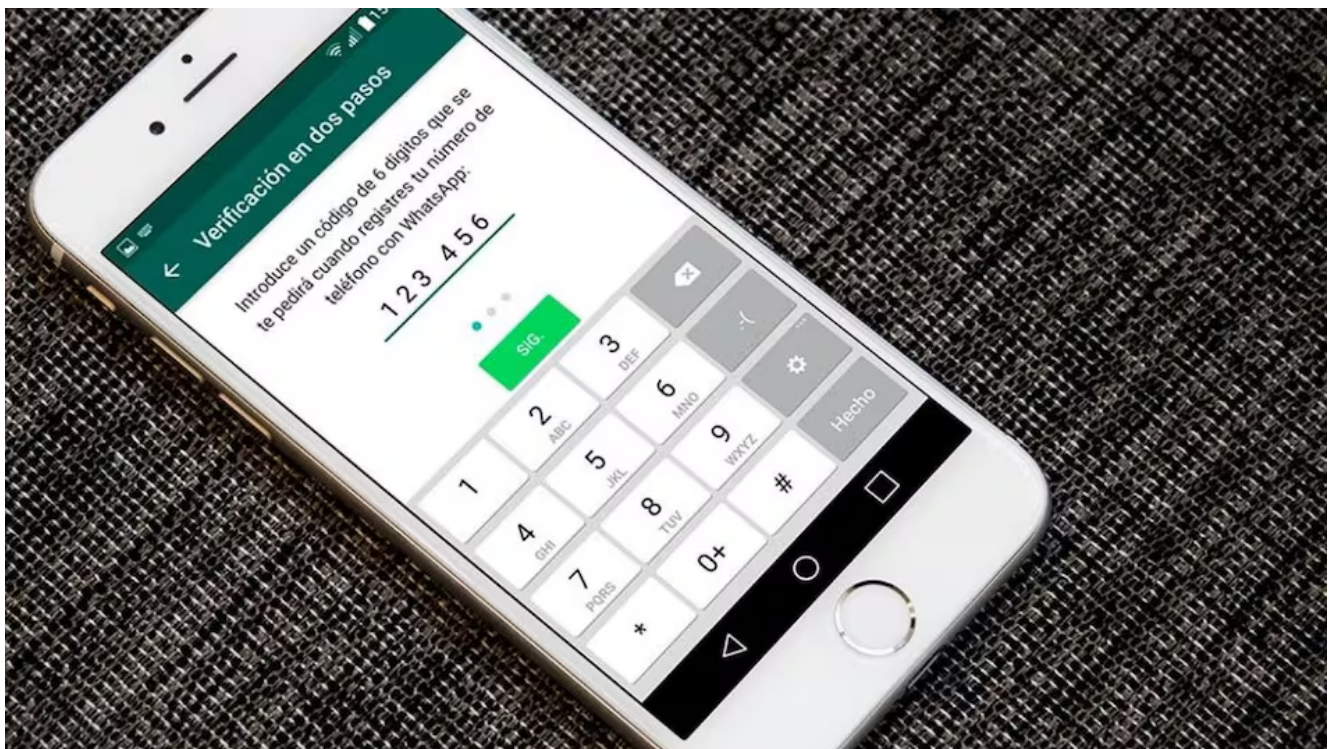 15
Verificación en dos pasos
Introduce un código de 6 dígitos que se
te pedirá cuando registres tu número de
teléfono con WhatsApp:
123 456
SIG.
1
2 ABC
3 DEF
4 GHI
5 JKL
6 MNO
-(
7 PQRS
8 TUV
9 WXYZ
...
*
0+
#
Hecho